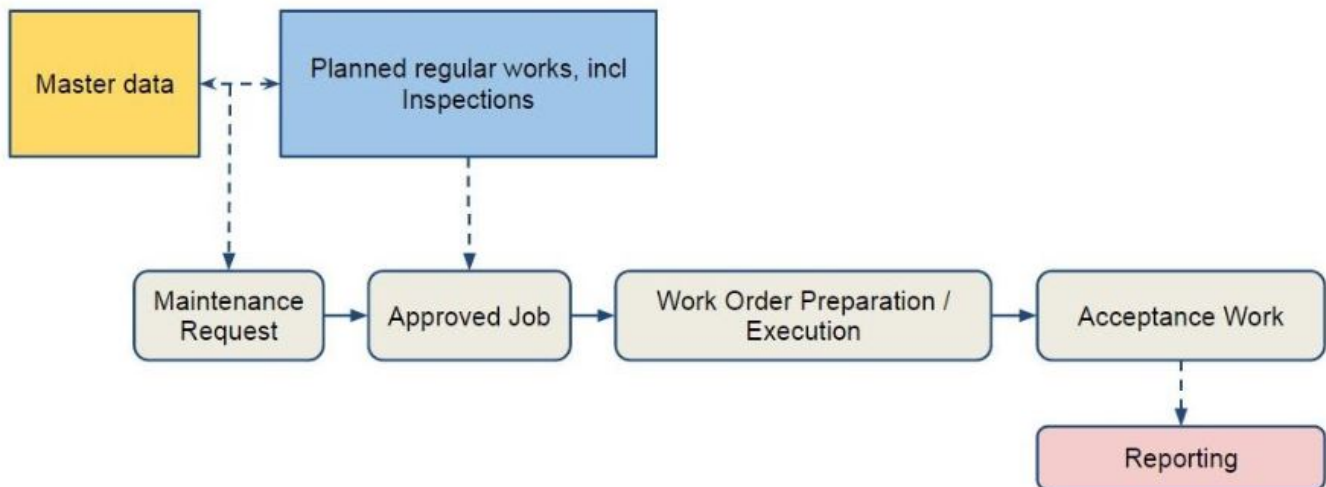 Master data
Planned regular works, incl
Inspections
Maintenance
Request
Approved Job
Work Order Preparation /
Execution
Acceptance Work
Reporting